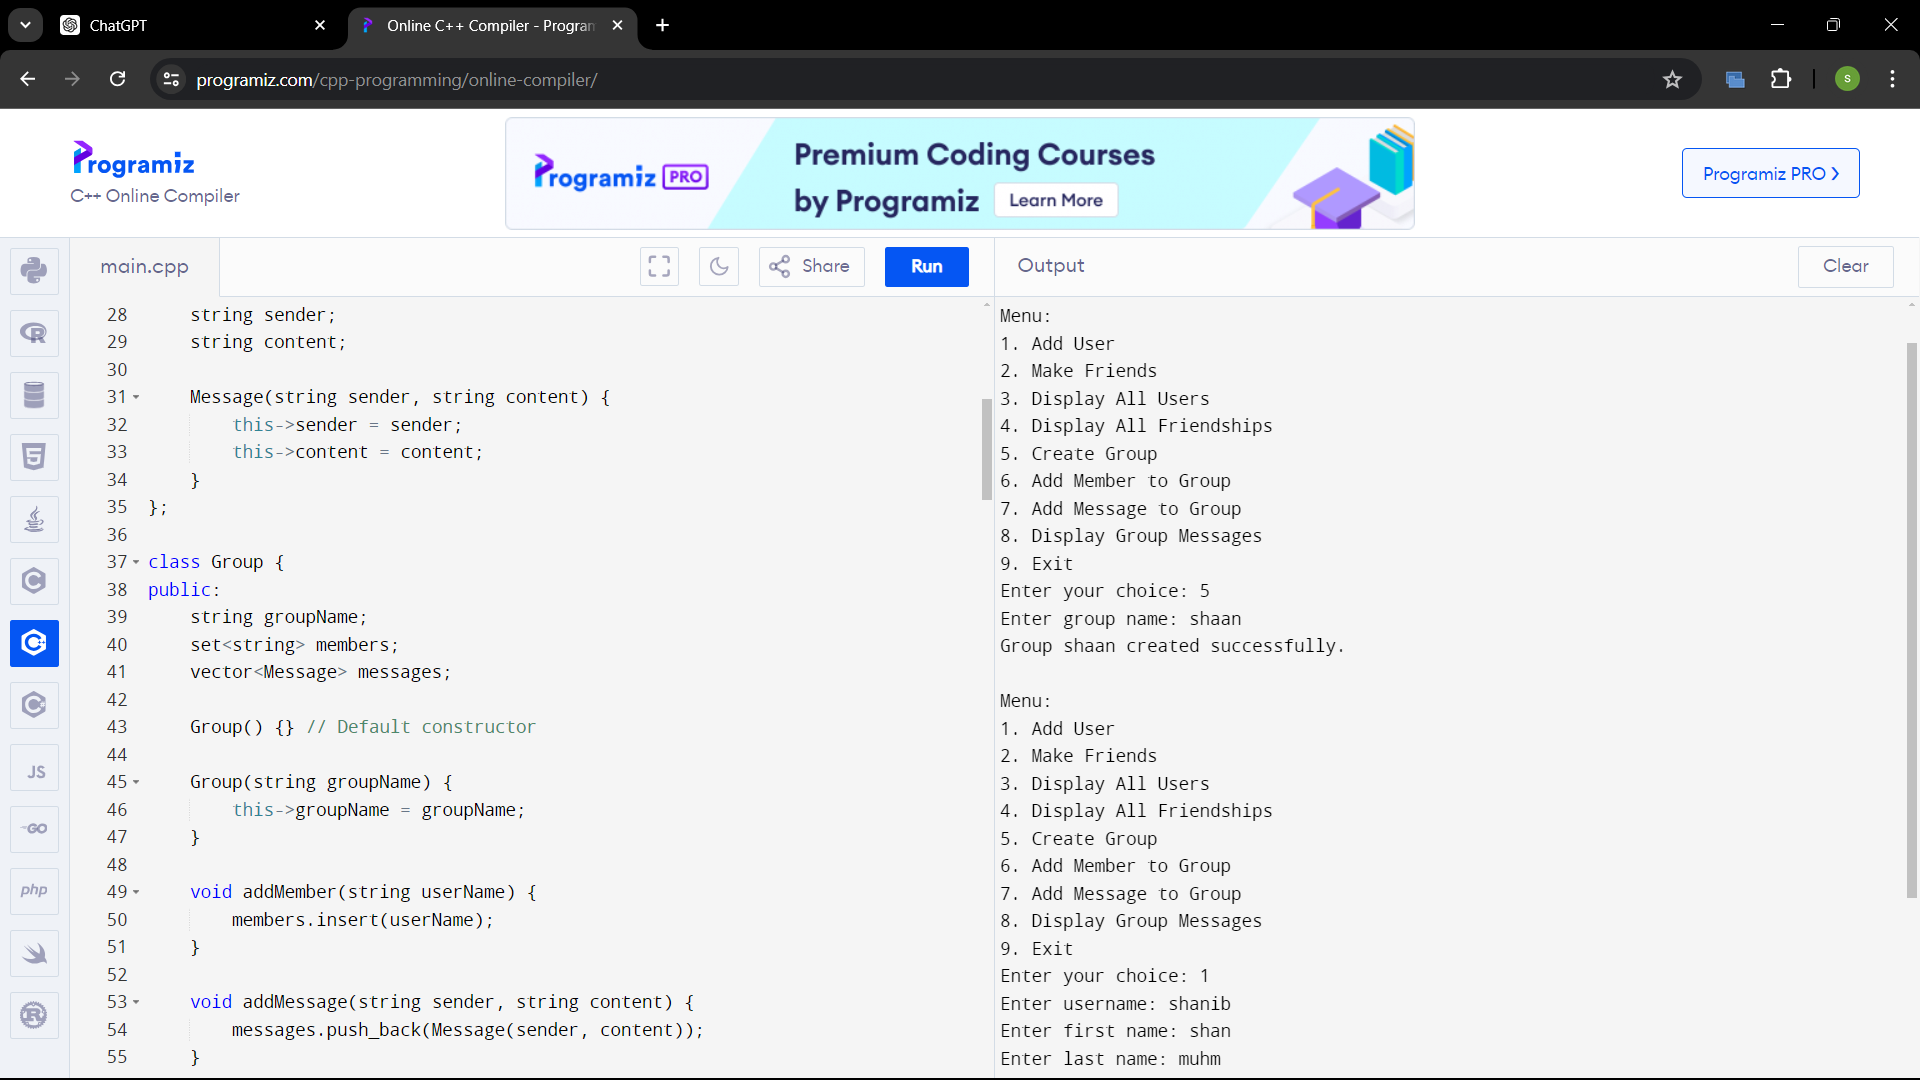 ChatGPT
Online C++ Compiler - Program
programiz.com/cpp-programming/online-compiler/
S
Programiz
C++ Online Compiler
Programiz PRO
Premium Coding Courses
by Programiz
Learn More
Programiz PRO
main.cpp
Share
Run
Output
Clear
JS
GO
php
28 string sender;
29 string content;
30
31 Message(string sender, string content) {
32 this->sender = sender;
33 this->content = content;
34 }
35 };
36
37 class Group {
38 public:
39 string groupName;
40 set<string> members;
41 vector<Message> messages;
42
43 Group() {} // Default constructor
44
45 Group(string groupName) {
46 this->groupName = groupName;
47 }
48
49 void addMember(string userName) {
50 members.insert(userName);
51 }
52
53 void addMessage(string sender, string content) {
54 messages.push_back(Message(sender, content));
55 }
Menu:
1. Add User
2. Make Friends
3. Display All Users
4. Display All Friendships
5. Create Group
6. Add Member to Group
7. Add Message to Group
8. Display Group Messages
9. Exit
Enter your choice: 5
Enter group name: shaan
Group shaan created successfully.
Menu:
1. Add User
2. Make Friends
3. Display All Users
4. Display All Friendships
5. Create Group
6. Add Member to Group
7. Add Message to Group
8. Display Group Messages
9. Exit
Enter your choice: 1
Enter username: shanib
Enter first name: shan
Enter last name: muhm